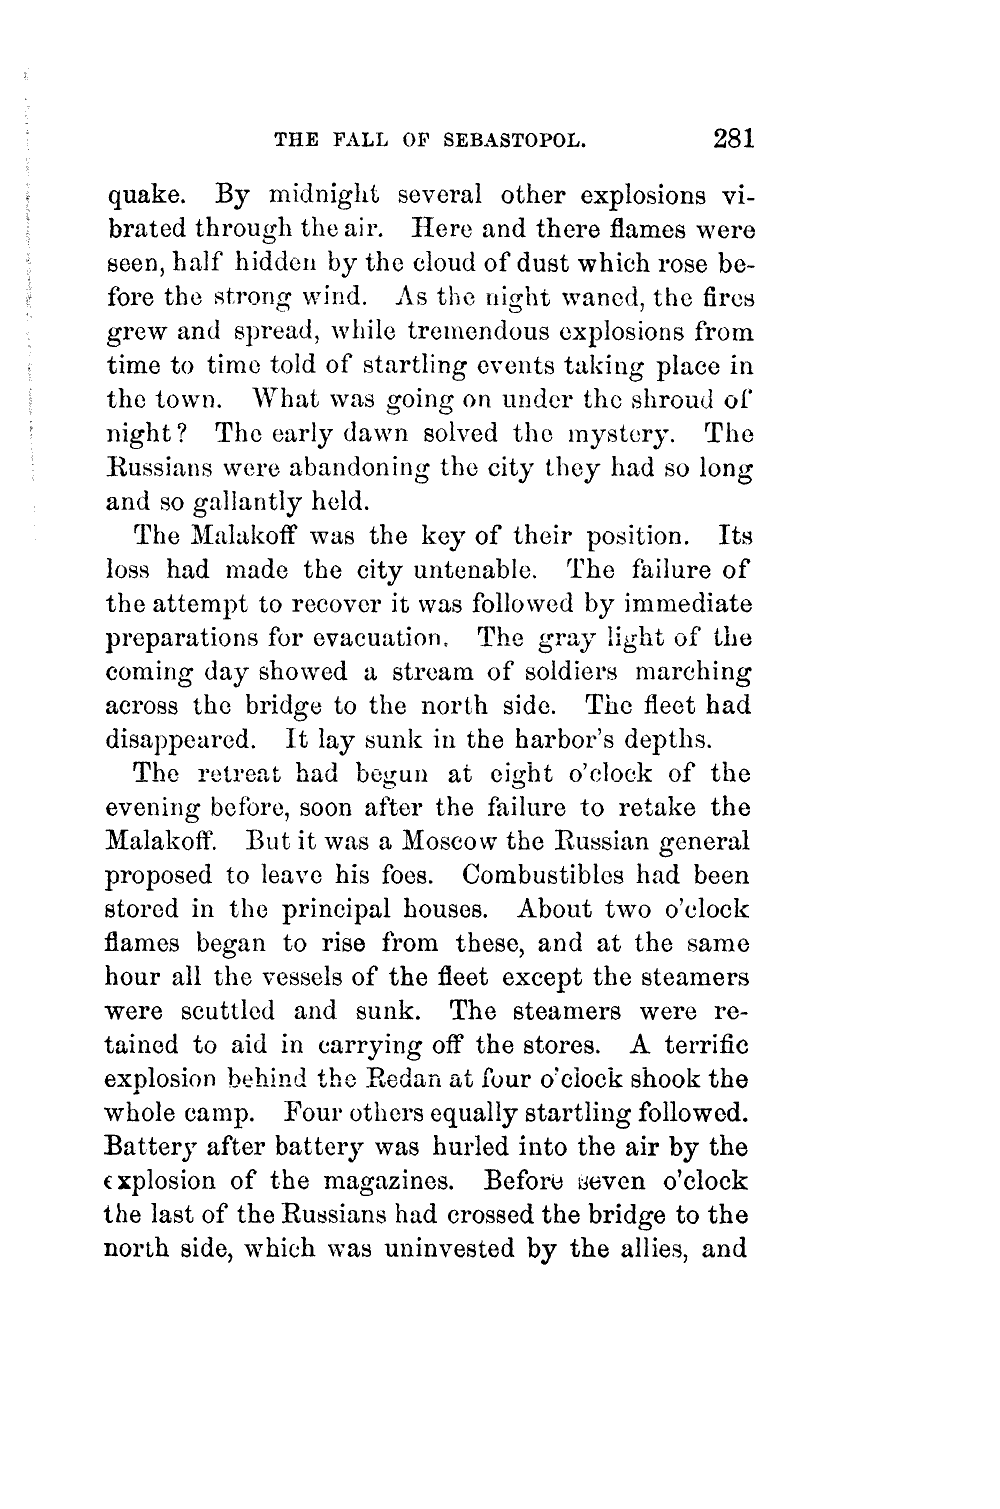 THE FALL OF SEBASTOPOL. 281
quake. By midnight several other explosions vi-
brated through the air. Here and there flames were
seen, half hidden by the cloud of dust which rose be-
fore the strong wind. As the night waned, the fires
grew and spread, while tremendous explosions from
time to time told of startling events taking place in
the town. What was going on under the shroud of
night? The early dawn solved the mystery. The
Russians were abandoning the city they had so long
and so gallantly held.
The Malakoff was the key of their position. Its
loss had made the city untenable. The failure of
the attempt to recover it was followed by immediate
preparations for evacuation. The gray light of the
coming day showed a stream of soldiers marching
across the bridge to the north side. The fleet had
disappeared. It lay sunk in the harbor's depths.
The retreat had begun at eight o'clock of the
evening before, soon after the failure to retake the
Malakoff. But it was a Moscow the Russian general
proposed to leave his foes. Combustibles had been
stored in the principal houses. About two o'clock
flames began to rise from these, and at the same
hour all the vessels of the fleet except the steamers
were scuttled and sunk. The steamers were re-
tained to aid in carrying off the stores. A terrific
explosion behind the Redan at four o'clock shook the
whole camp. Four others equally startling followed.
Battery after battery was hurled into the air by the
explosion of the magazines. Before seven o'clock
the last of the Russians had crossed the bridge to the
north side, which was uninvested by the allies, and